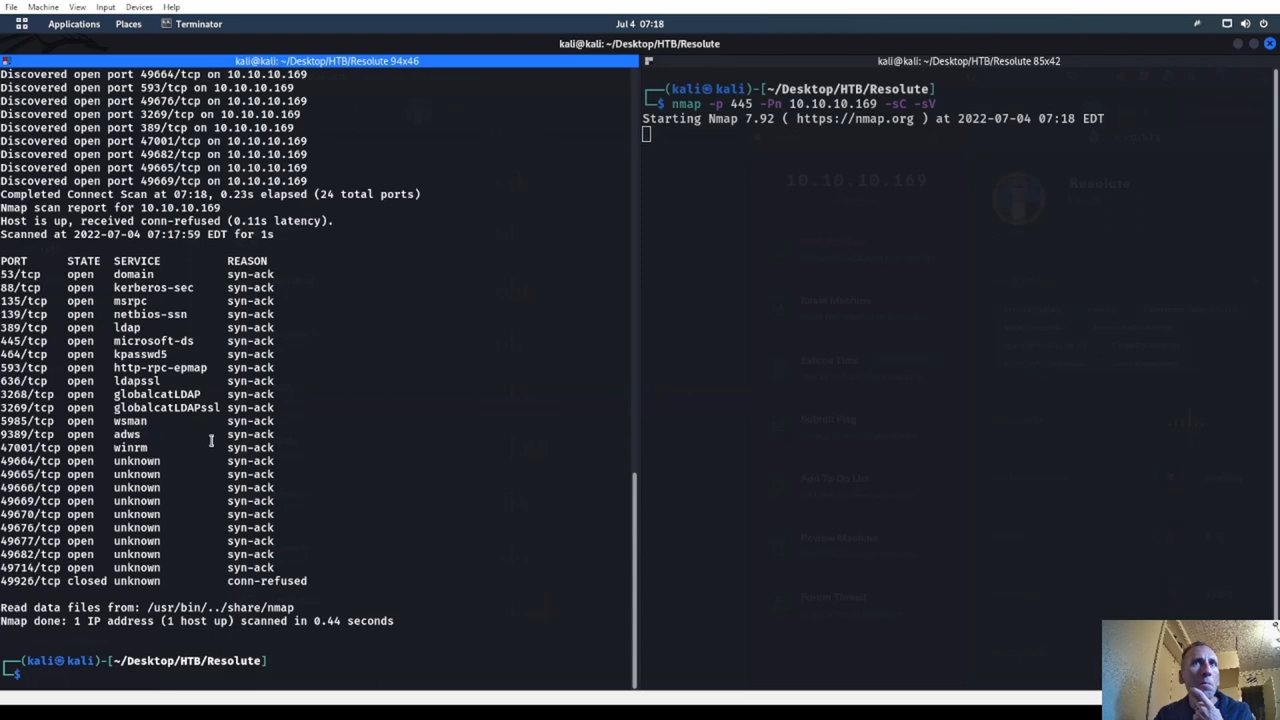 File Machine View Input Devices Help
Applications Places Terminator Jul 4 07:18
kali@kali: ~/Desktop/HTB/Resolute
kali@kali: ~/Desktop/HTB/Resolute 94x46
Discovered open port 49664/tcp on 10.10.10.169
Discovered open port 593/tcp on 10.10.10.169
Discovered open port 49676/tcp on 10.10.10.169
Discovered open port 3269/tcp on 10.10.10.169
Discovered open port 389/tcp on 10.10.10.169
Discovered open port 47001/tcp on 10.10.10.169
Discovered open port 49682/tcp on 10.10.10.169
Discovered open port 49665/tcp on 10.10.10.169
Discovered open port 49669/tcp on 10.10.10.169
Completed Connect Scan at 07:18, 0.23s elapsed (24 total ports)
Nmap scan report for 10.10.10.169
Host is up, received conn-refused (0.11s latency).
Scanned at 2022-07-04 07:17:59 EDT for 1s
PORT STATE SERVICE REASON
53/tcp open domain syn-ack
88/tcp open kerberos-sec syn-ack
135/tcp open msrpc syn-ack
139/tcp open netbios-ssn syn-ack
389/tcp open ldap syn-ack
445/tcp open microsoft-ds syn-ack
464/tcp open kpasswd5 syn-ack
593/tcp open http-rpc-epmap syn-ack
636/tcp open ldapssl syn-ack
3268/tcp open globalcatLDAP syn-ack
3269/tcp open globalcatLDAPssl syn-ack
5985/tcp open wsman syn-ack
9389/tcp open adws syn-ack
47001/tcp open winrm syn-ack
49664/tcp open unknown syn-ack
49665/tcp open unknown syn-ack
49666/tcp open unknown syn-ack
49669/tcp open unknown syn-ack
49670/tcp open unknown syn-ack
49676/tcp open unknown syn-ack
49677/tcp open unknown syn-ack
49682/tcp open unknown syn-ack
49714/tcp open unknown syn-ack
49926/tcp closed unknown conn-refused
Read data files from: /usr/bin/../share/nmap
Nmap done: 1 IP address (1 host up) scanned in 0.44 seconds
┌──(kali㉿kali)-[~/Desktop/HTB/Resolute]
└─$
kali@kali: ~/Desktop/HTB/Resolute 85x42
┌──(kali㉿kali)-[~/Desktop/HTB/Resolute]
└─$ nmap -p 445 -Pn 10.10.10.169 -sC -sV
Starting Nmap 7.92 ( https://nmap.org ) at 2022-07-04 07:18 EDT
10.10.10.169
Resolute
Reset Machine
Extend Time
Submit Flag
Add To-Do List
Review Machine
Forum Thread